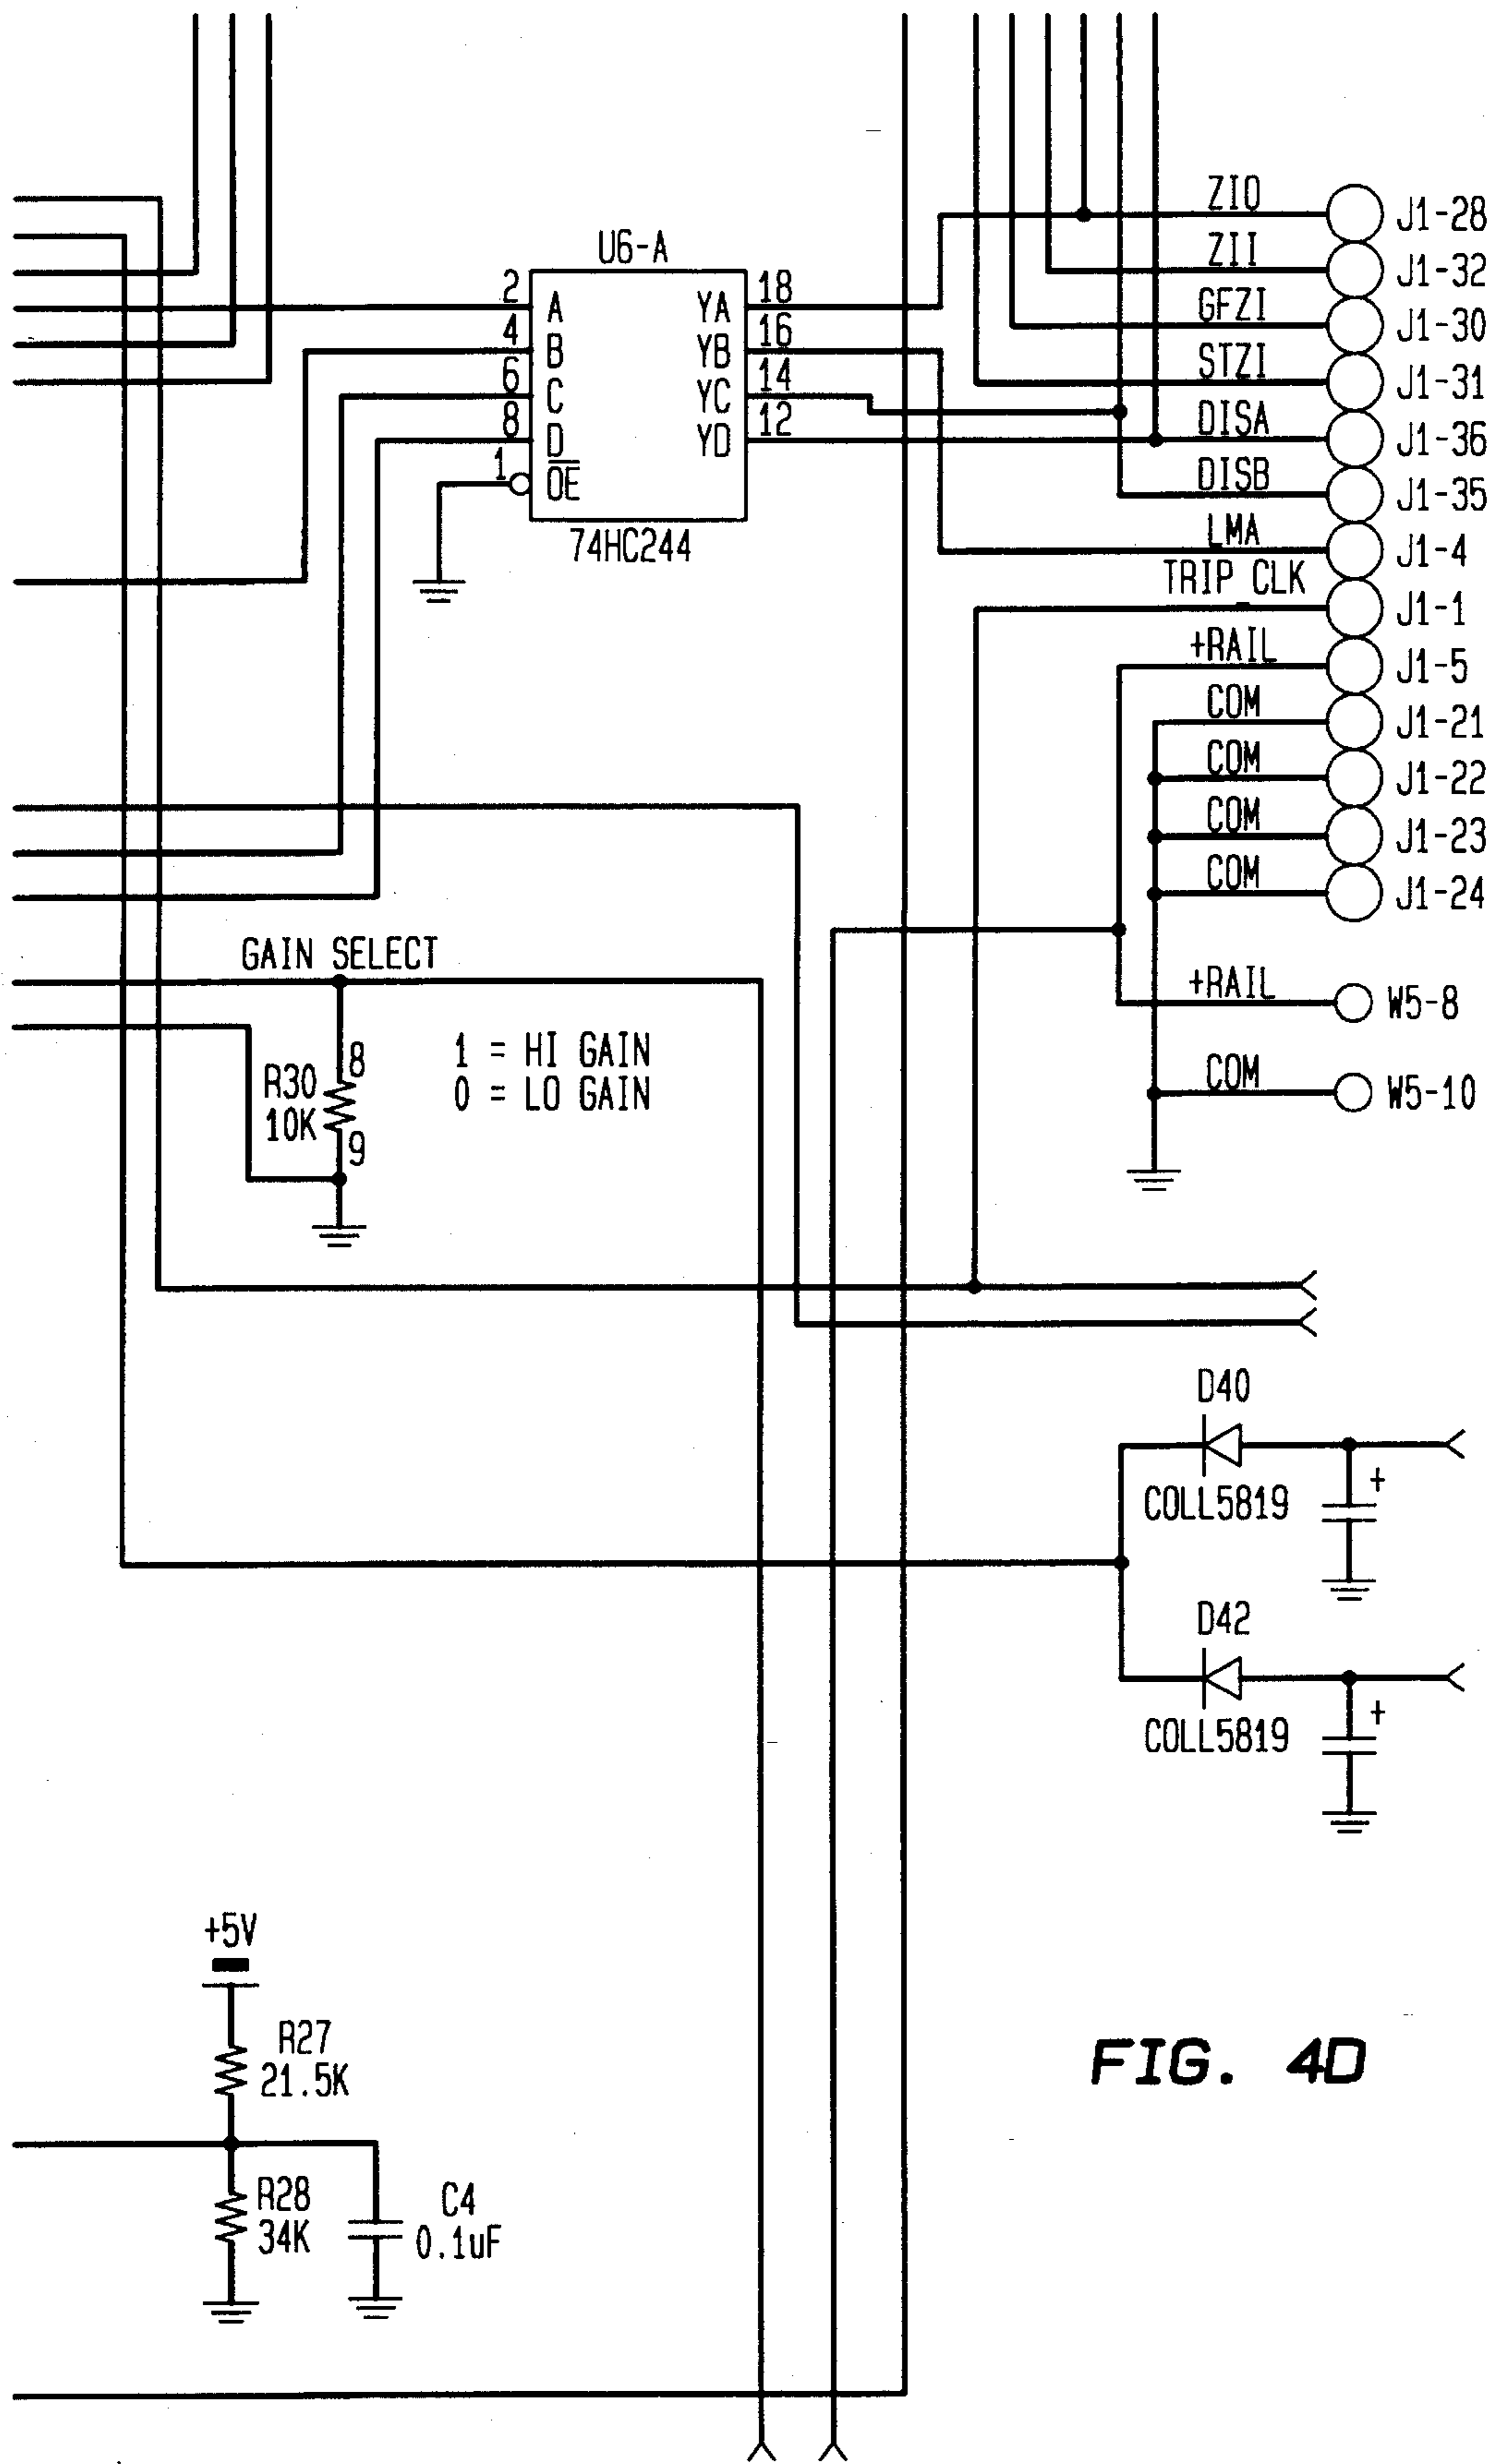 ZIO J1-28
ZII J1-32
GFZI J1-30
STZI J1-31
DISA J1-36
DISB J1-35
LMA J1-4
TRIP_CLK J1-1
+RAIL J1-5
COM J1-21
COM J1-22
COM J1-23
COM J1-24
+RAIL W5-8
COM W5-10
U6-A
2 A YA 18
4 B YB 16
6 C YC 14
8 D YD 12
1 OE
74HC244
GAIN SELECT
1 = HI GAIN
0 = LO GAIN
8
R30
10K
9
D40
+
COLL5819
D42
+
COLL5819
+5V
R27
21.5K
R28
34K
C4
0.1uF
FIG. 4D